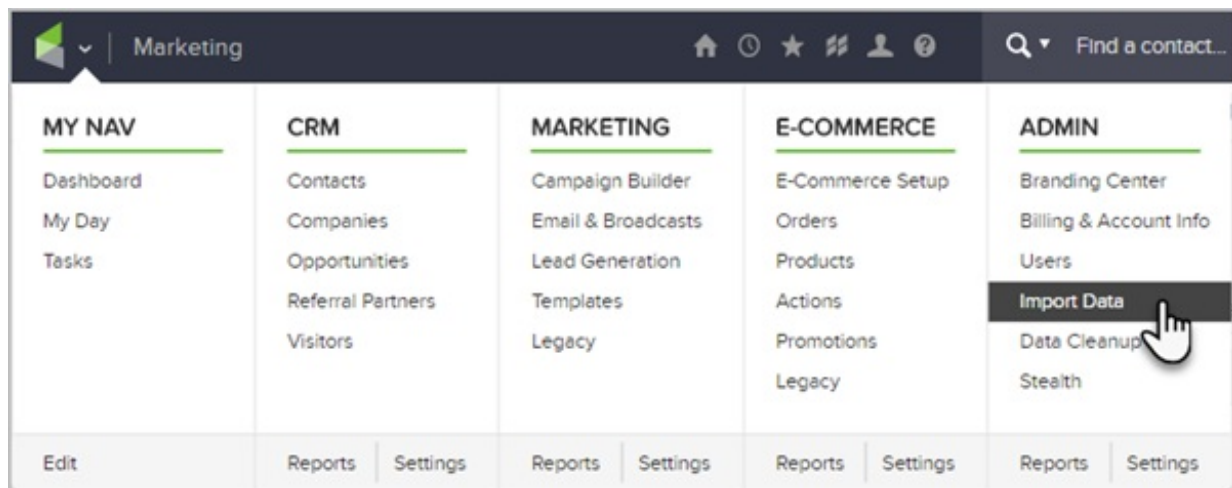 Marketing
Find a contact...
MY NAV
Dashboard
My Day
Tasks
Edit
CRM
Contacts
Companies
Opportunities
Referral Partners
Visitors
Reports
Settings
MARKETING
Campaign Builder
Email & Broadcasts
Lead Generation
Templates
Legacy
Reports
Settings
E-COMMERCE
E-Commerce Setup
Orders
Products
Actions
Promotions
Legacy
Reports
Settings
ADMIN
Branding Center
Billing & Account Info
Users
Import Data
Data Cleanup
Stealth
Reports
Settings